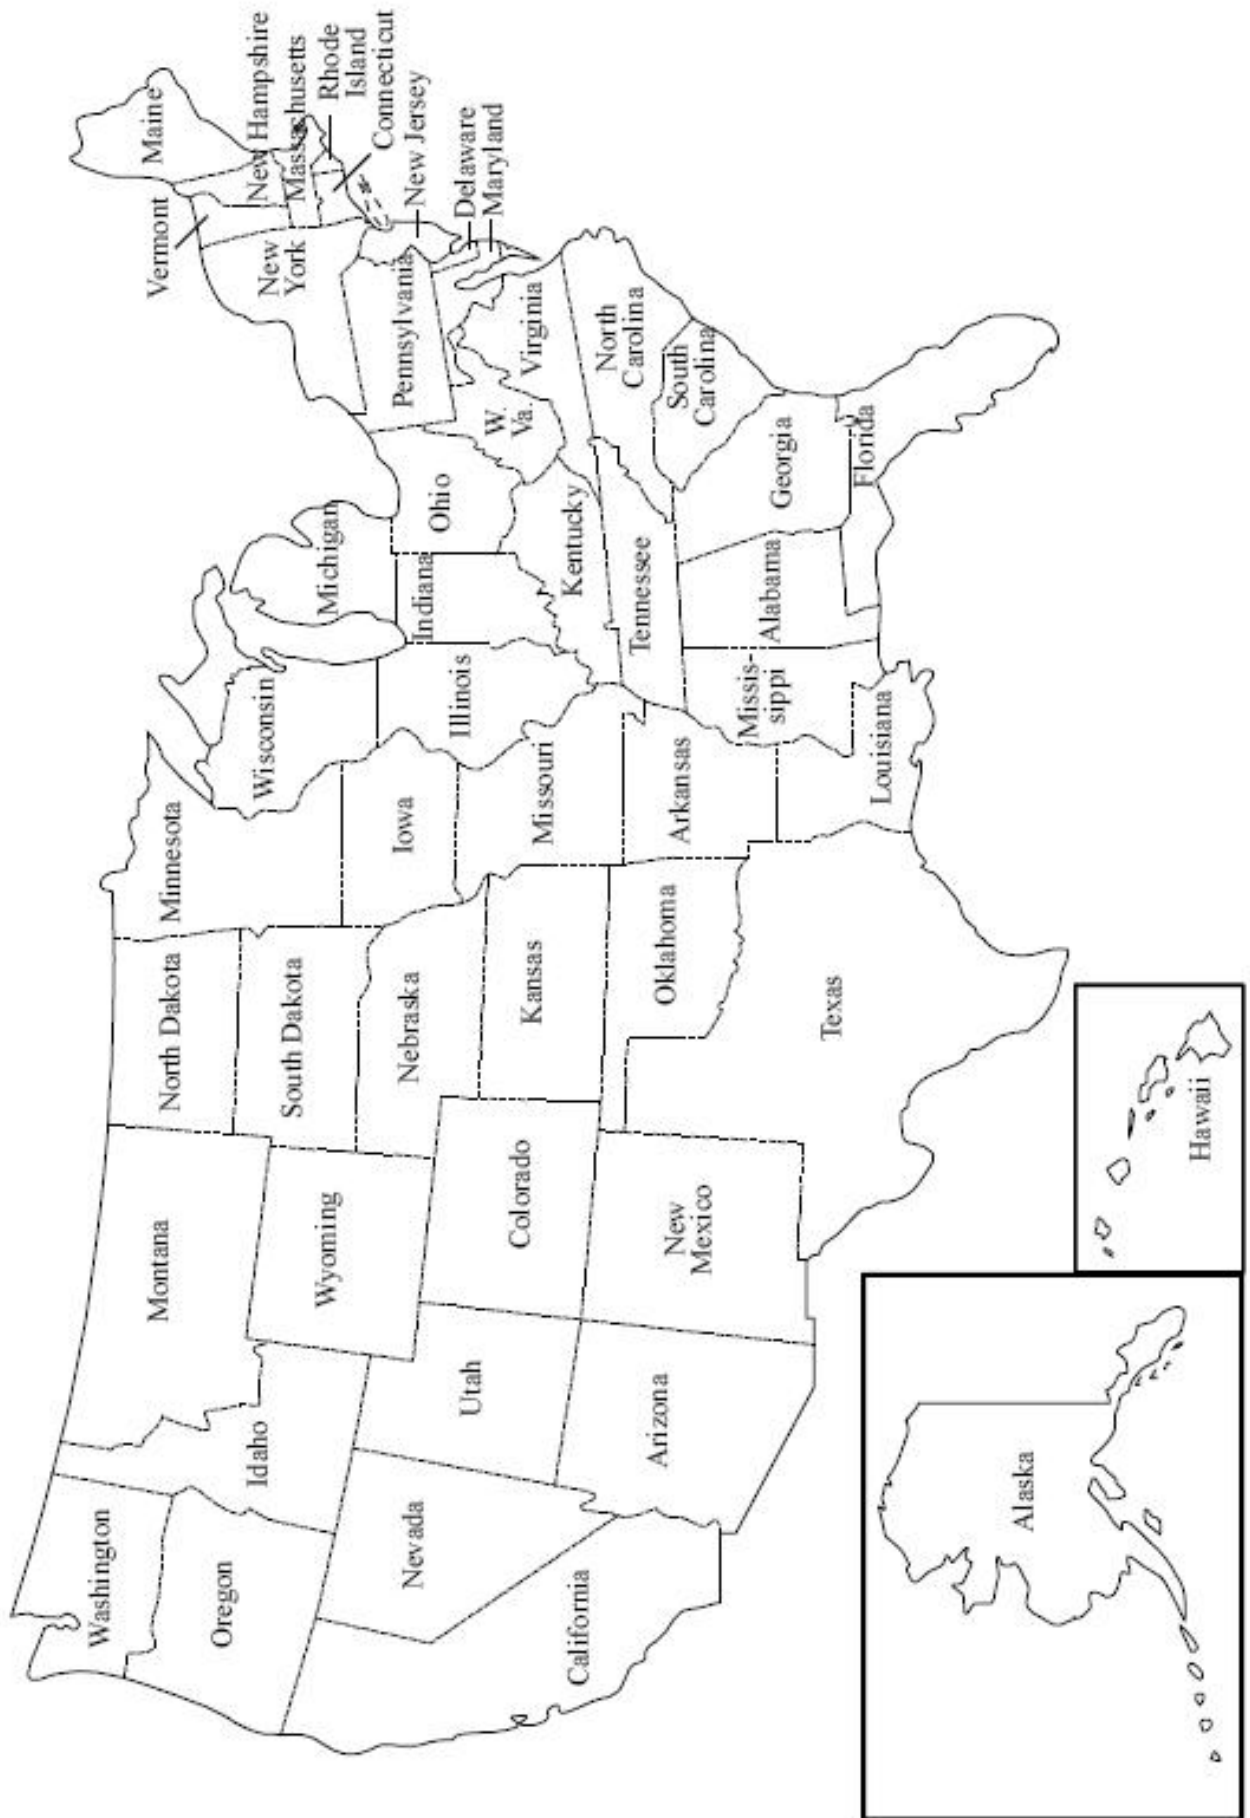 Washington
Oregon
California
Nevada
Idaho
Montana
Wyoming
Utah
Arizona
Colorado
New
Mexico
North Dakota
South Dakota
Nebraska
Kansas
Oklahoma
Texas
Minnesota
Iowa
Missouri
Arkansas
Louisiana
Wisconsin
Illinois
Missis-
sippi
Michigan
Indiana
Kentucky
Tennessee
Alabama
Ohio
Georgia
Florida
W.
Va.
Virginia
North
Carolina
South
Carolina
Pennsylvania
New
York
Vermont
Maine
New Hampshire
Massachusetts
Rhode
Island
Connecticut
New Jersey
Delaware
Maryland
Alaska
Hawaii